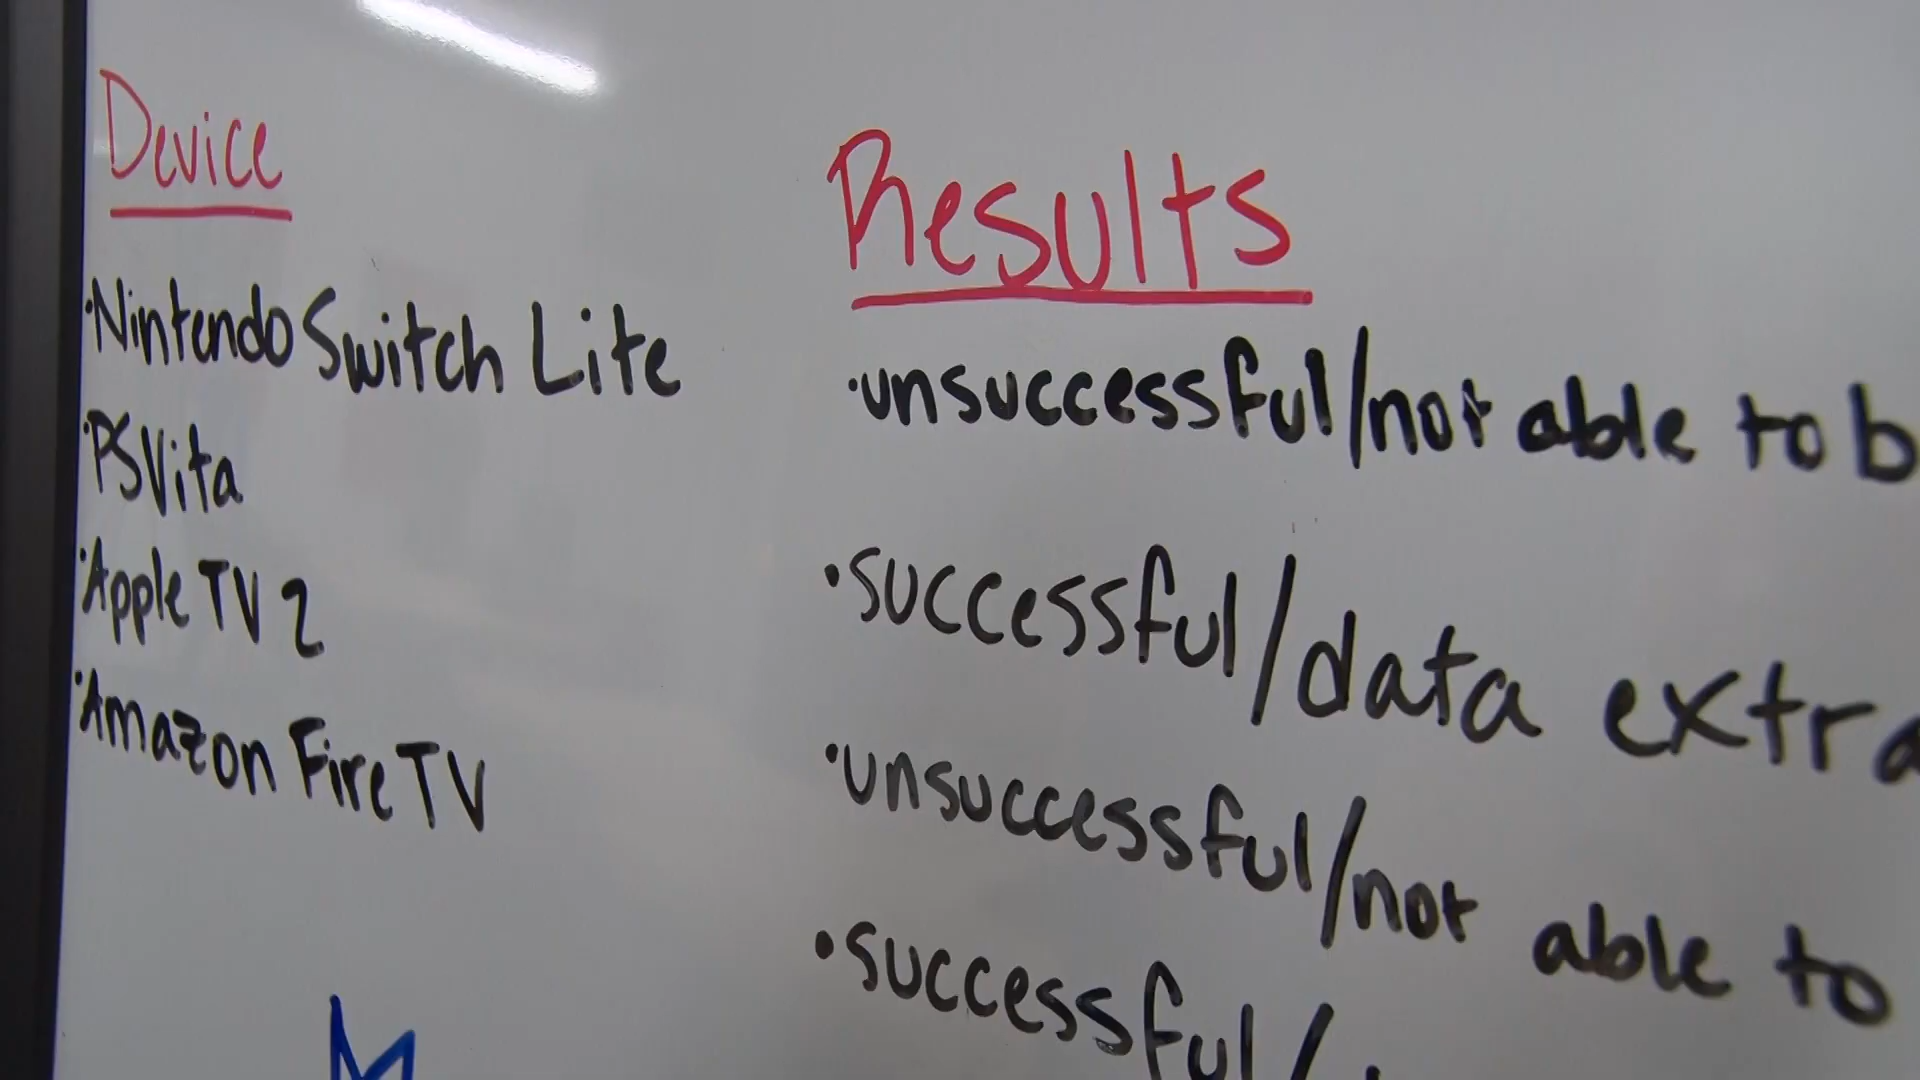 Device
·Nintendo Switch Lite
·PSVita
·Apple TV 2
·Amazon Fire TV
Results
·unsuccessful/not able to b
·successful/data extra
·unsuccessful/not able to
·successful/